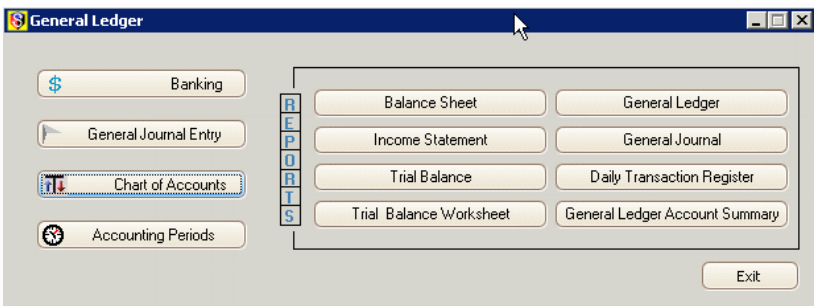 General Ledger
Banking
General Journal Entry
Chart of Accounts
Accounting Periods
REPORTS
Balance Sheet
General Ledger
Income Statement
General Journal
Trial Balance
Daily Transaction Register
Trial Balance Worksheet
General Ledger Account Summary
Exit